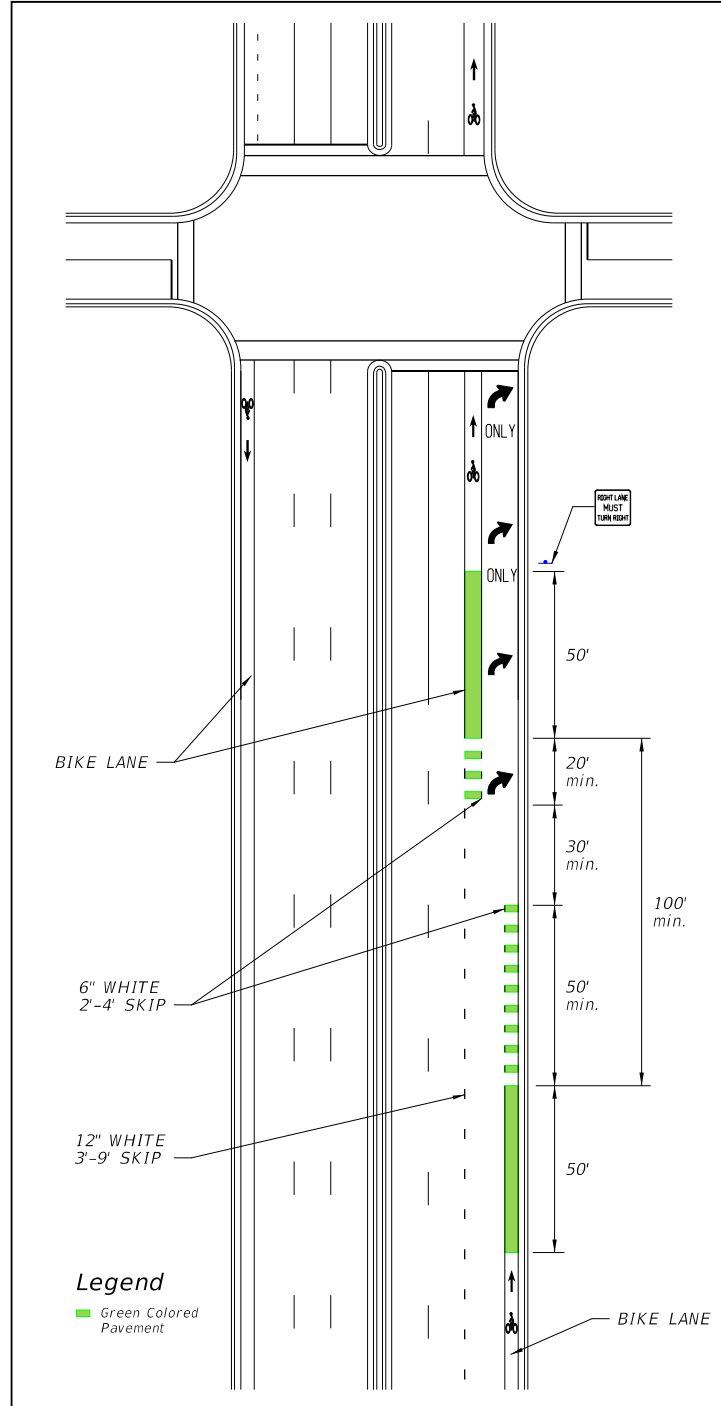 ONLY
RIGHT LANE
MUST
TURN RIGHT
ONLY
50'
BIKE LANE
20'
min.
30'
min.
100'
min.
6" WHITE
2'-4' SKIP
50'
min.
12" WHITE
3'-9' SKIP
50'
Legend
Green Colored
Pavement
BIKE LANE